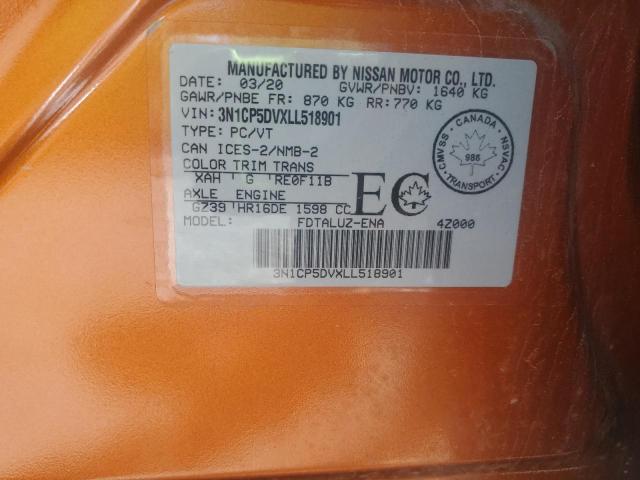 MANUFACTURED BY NISSAN MOTOR CO., LTD.
DATE: 03/20 GVWR/PNBV: 1640 KG
GAWR/PNBE FR: 870 KG RR: 770 KG
VIN: 3N1CP5DVXLL518901
TYPE: PC/VT
CAN ICES-2/NMB-2
COLOR TRIM TRANS
XAH ' G 'RE0F11B
AXLE ENGINE
GZ39 'HR16DE 1598 CC
EC
MODEL: FDTALUZ-ENA 4Z000
3N1CP5DVXLL518901
CANADA
CMVSS
NSVAC
986
TRANSPORT